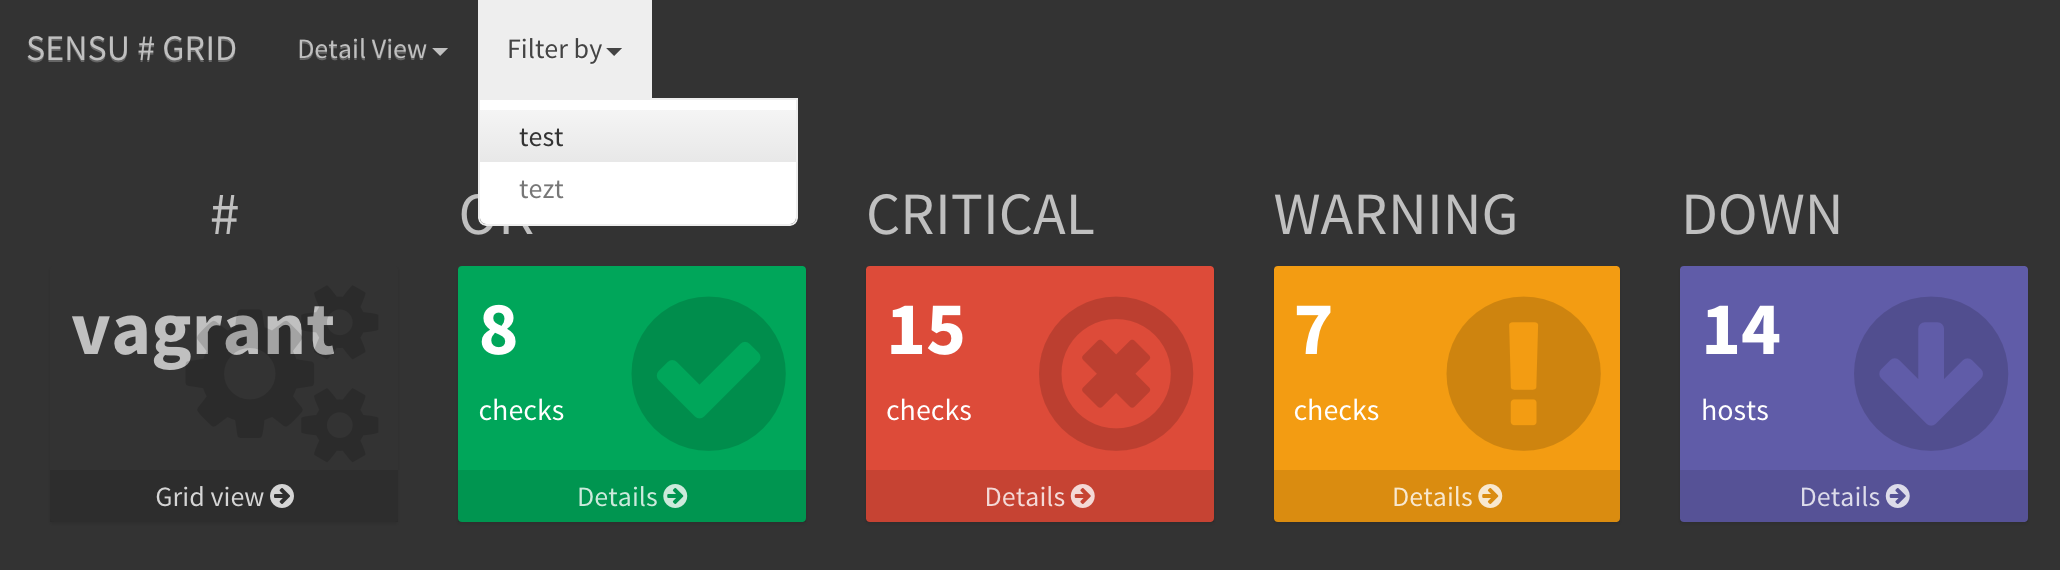 SENSU # GRID
Detail View
Filter by
test
tezt
#
CRITICAL
WARNING
DOWN
vagrant
8
checks
15
checks
7
checks
14
hosts
Grid view
Details
Details
Details
Details